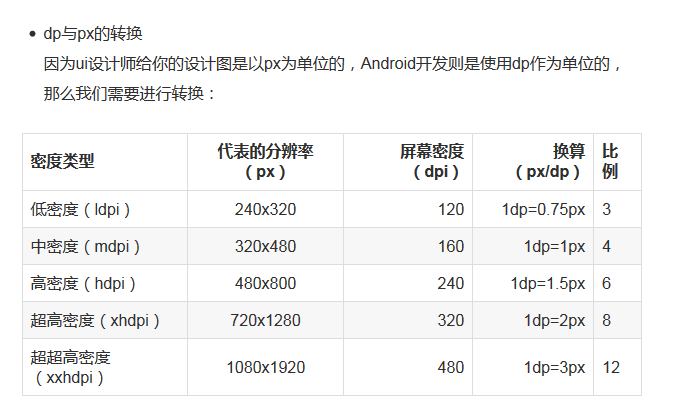 dp与px的转换
因为ui设计师给你的设计图是以px为单位的，Android开发则是使用dp作为单位的，
那么我们需要进行转换：
密度类型 代表的分辨率（px） 屏幕密度（dpi） 换算（px/dp） 比例
低密度（ldpi） 240x320 120 1dp=0.75px 3
中密度（mdpi） 320x480 160 1dp=1px 4
高密度（hdpi） 480x800 240 1dp=1.5px 6
超高密度（xhdpi） 720x1280 320 1dp=2px 8
超超高密度（xxhdpi） 1080x1920 480 1dp=3px 12